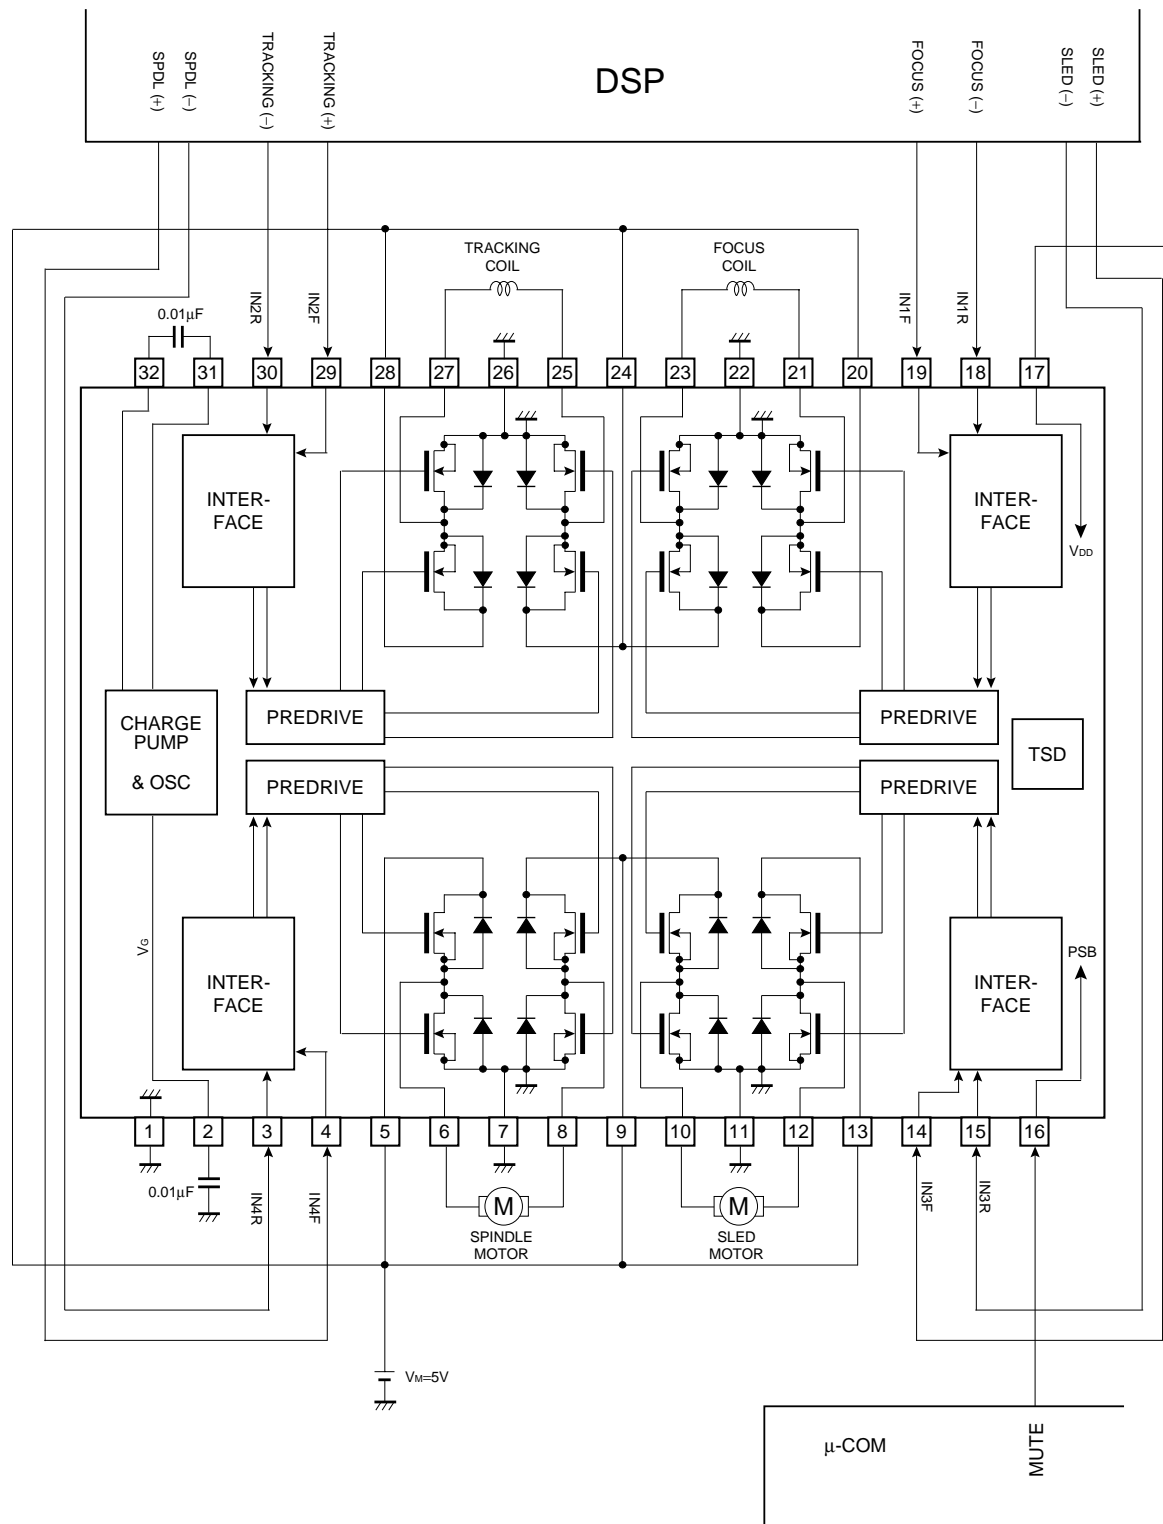 DSP
SPDL (+)
SPDL (−)
TRACKING (−)
TRACKING (+)
FOCUS (+)
FOCUS (−)
SLED (−)
SLED (+)
TRACKING
COIL
FOCUS
COIL
0.01µF
IN2R
IN2F
IN1F
IN1R
32
31
30
29
28
27
26
25
24
23
22
21
20
19
18
17
INTER-
FACE
INTER-
FACE
VDD
CHARGE
PUMP
& OSC
PREDRIVE
PREDRIVE
TSD
PREDRIVE
PREDRIVE
VG
INTER-
FACE
INTER-
FACE
PSB
1
2
3
4
5
6
7
8
9
10
11
12
13
14
15
16
0.01µF
IN4R
IN4F
M
SPINDLE
MOTOR
M
SLED
MOTOR
IN3F
IN3R
VM=5V
µ-COM
MUTE